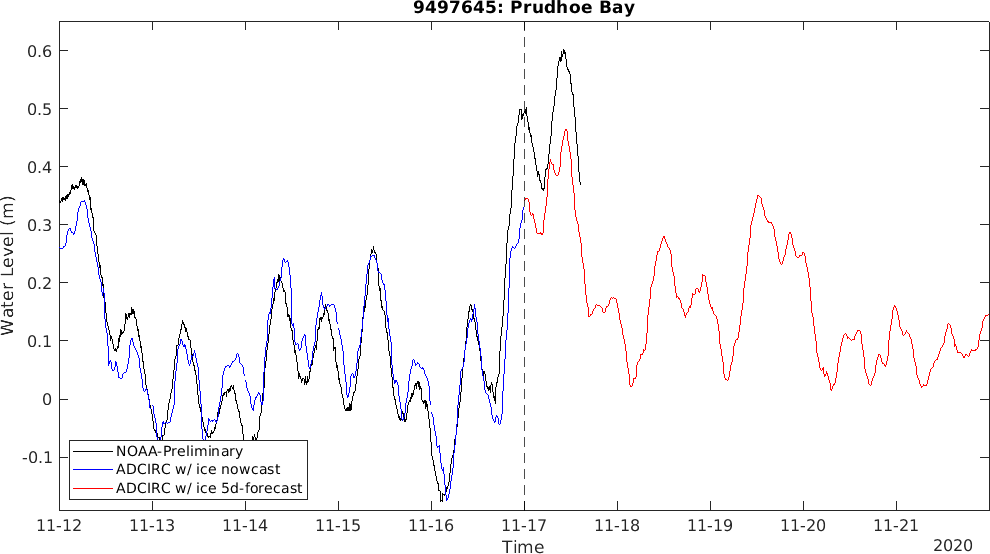 9497645: Prudhoe Bay
Water Level (m)
0.6
0.5
0.4
0.3
0.2
0.1
0
-0.1
NOAA-Preliminary
ADCIRC w/ ice nowcast
ADCIRC w/ ice 5d-forecast
11-12 11-13 11-14 11-15 11-16 11-17 11-18 11-19 11-20 11-21
Time
2020